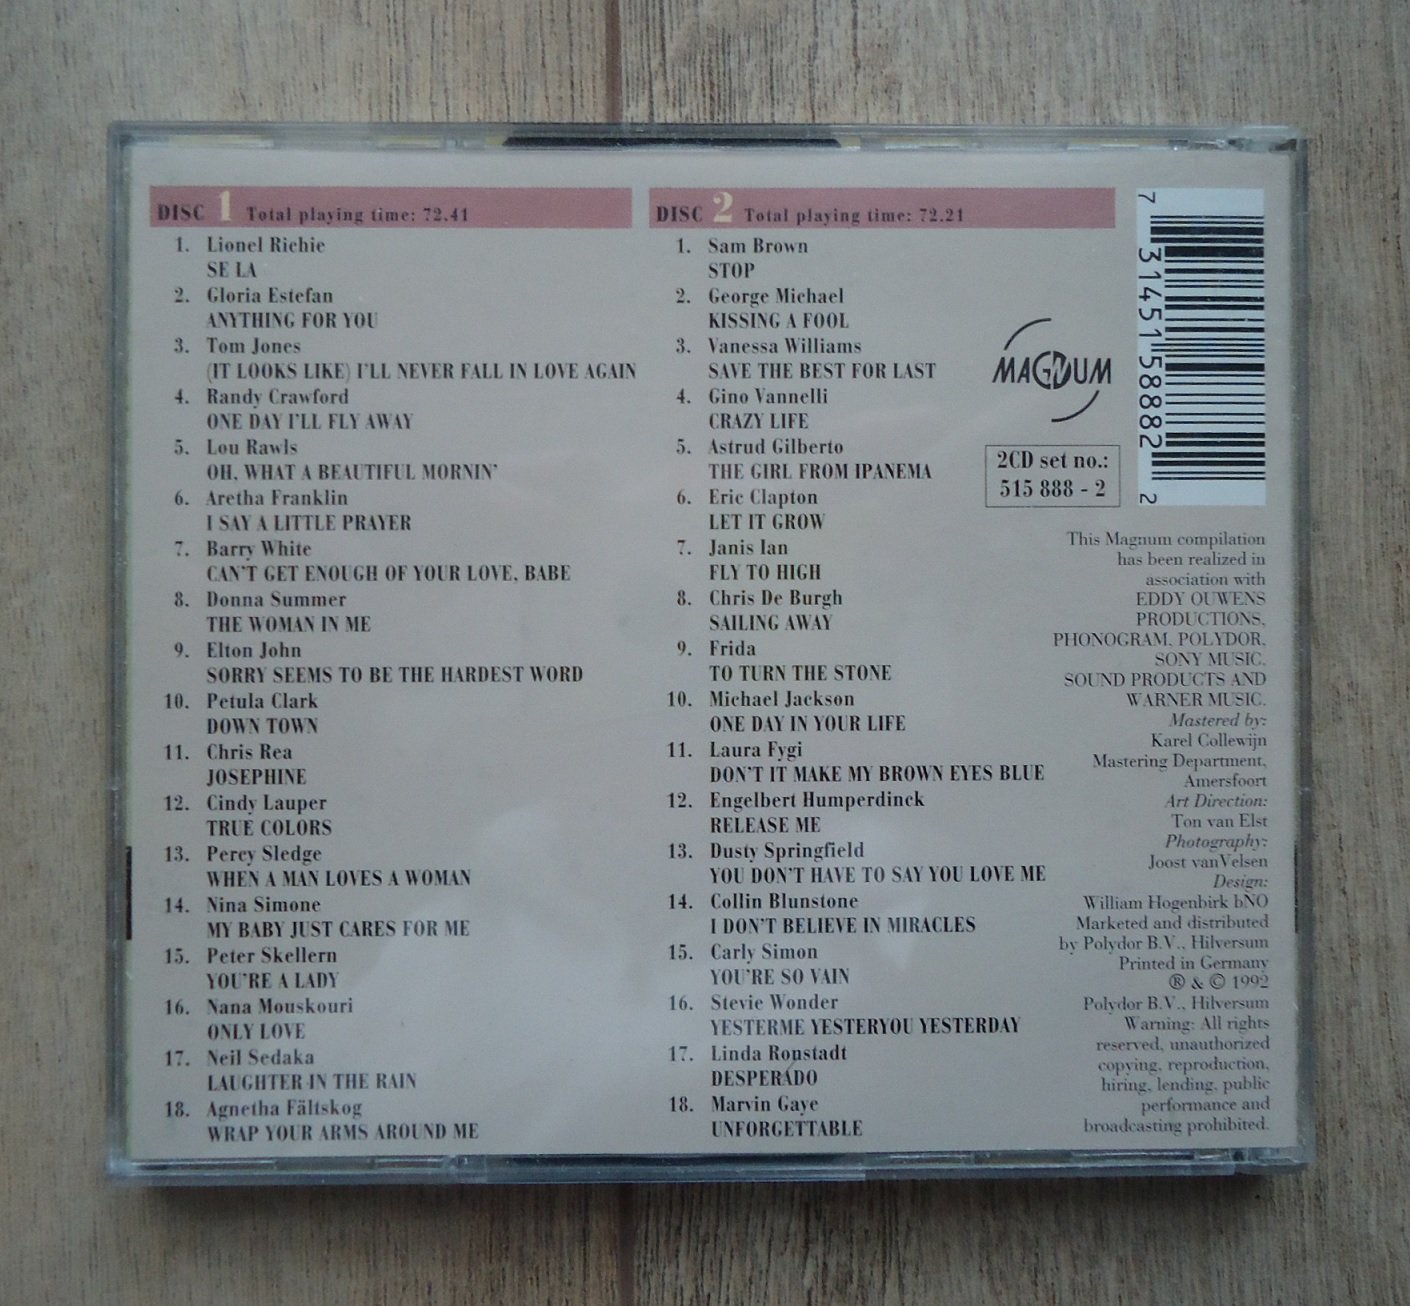 DISC 1 Total playing time: 72.41
1. Lionel Richie
SE LA
2. Gloria Estefan
ANYTHING FOR YOU
3. Tom Jones
(IT LOOKS LIKE) I'LL NEVER FALL IN LOVE AGAIN
4. Randy Crawford
ONE DAY I'LL FLY AWAY
5. Lou Rawls
OH, WHAT A BEAUTIFUL MORNIN'
6. Aretha Franklin
I SAY A LITTLE PRAYER
7. Barry White
CAN'T GET ENOUGH OF YOUR LOVE, BABE
8. Donna Summer
THE WOMAN IN ME
9. Elton John
SORRY SEEMS TO BE THE HARDEST WORD
10. Petula Clark
DOWN TOWN
11. Chris Rea
JOSEPHINE
12. Cindy Lauper
TRUE COLORS
13. Percy Sledge
WHEN A MAN LOVES A WOMAN
14. Nina Simone
MY BABY JUST CARES FOR ME
15. Peter Skellern
YOU'RE A LADY
16. Nana Mouskouri
ONLY LOVE
17. Neil Sedaka
LAUGHTER IN THE RAIN
18. Agnetha Fältskog
WRAP YOUR ARMS AROUND ME
DISC 2 Total playing time: 72.21
1. Sam Brown
STOP
2. George Michael
KISSING A FOOL
3. Vanessa Williams
SAVE THE BEST FOR LAST
4. Gino Vannelli
CRAZY LIFE
5. Astrud Gilberto
THE GIRL FROM IPANEMA
6. Eric Clapton
LET IT GROW
7. Janis Ian
FLY TO HIGH
8. Chris De Burgh
SAILING AWAY
9. Frida
TO TURN THE STONE
10. Michael Jackson
ONE DAY IN YOUR LIFE
11. Laura Fygi
DON'T IT MAKE MY BROWN EYES BLUE
12. Engelbert Humperdinck
RELEASE ME
13. Dusty Springfield
YOU DON'T HAVE TO SAY YOU LOVE ME
14. Collin Blunstone
I DON'T BELIEVE IN MIRACLES
15. Carly Simon
YOU'RE SO VAIN
16. Stevie Wonder
YESTERME YESTERYOU YESTERDAY
17. Linda Ronstadt
DESPERADO
18. Marvin Gaye
UNFORGETTABLE
7 31451 58882 2
MAGNUM
2CD set no.:
515 888 - 2
This Magnum compilation
has been realized in
association with
EDDY OUWENS
PRODUCTIONS,
PHONOGRAM, POLYDOR,
SONY MUSIC,
SOUND PRODUCTS AND
WARNER MUSIC.
Mastered by:
Karel Collewijn
Mastering Department,
Amersfoort
Art Direction:
Ton van Elst
Photography:
Joost vanVelsen
Design:
William Hogenbirk bNO
Marketed and distributed
by Polydor B.V., Hilversum
Printed in Germany
® & © 1992
Polydor B.V., Hilversum
Warning: All rights
reserved, unauthorized
copying, reproduction,
hiring, lending, public
performance and
broadcasting prohibited.